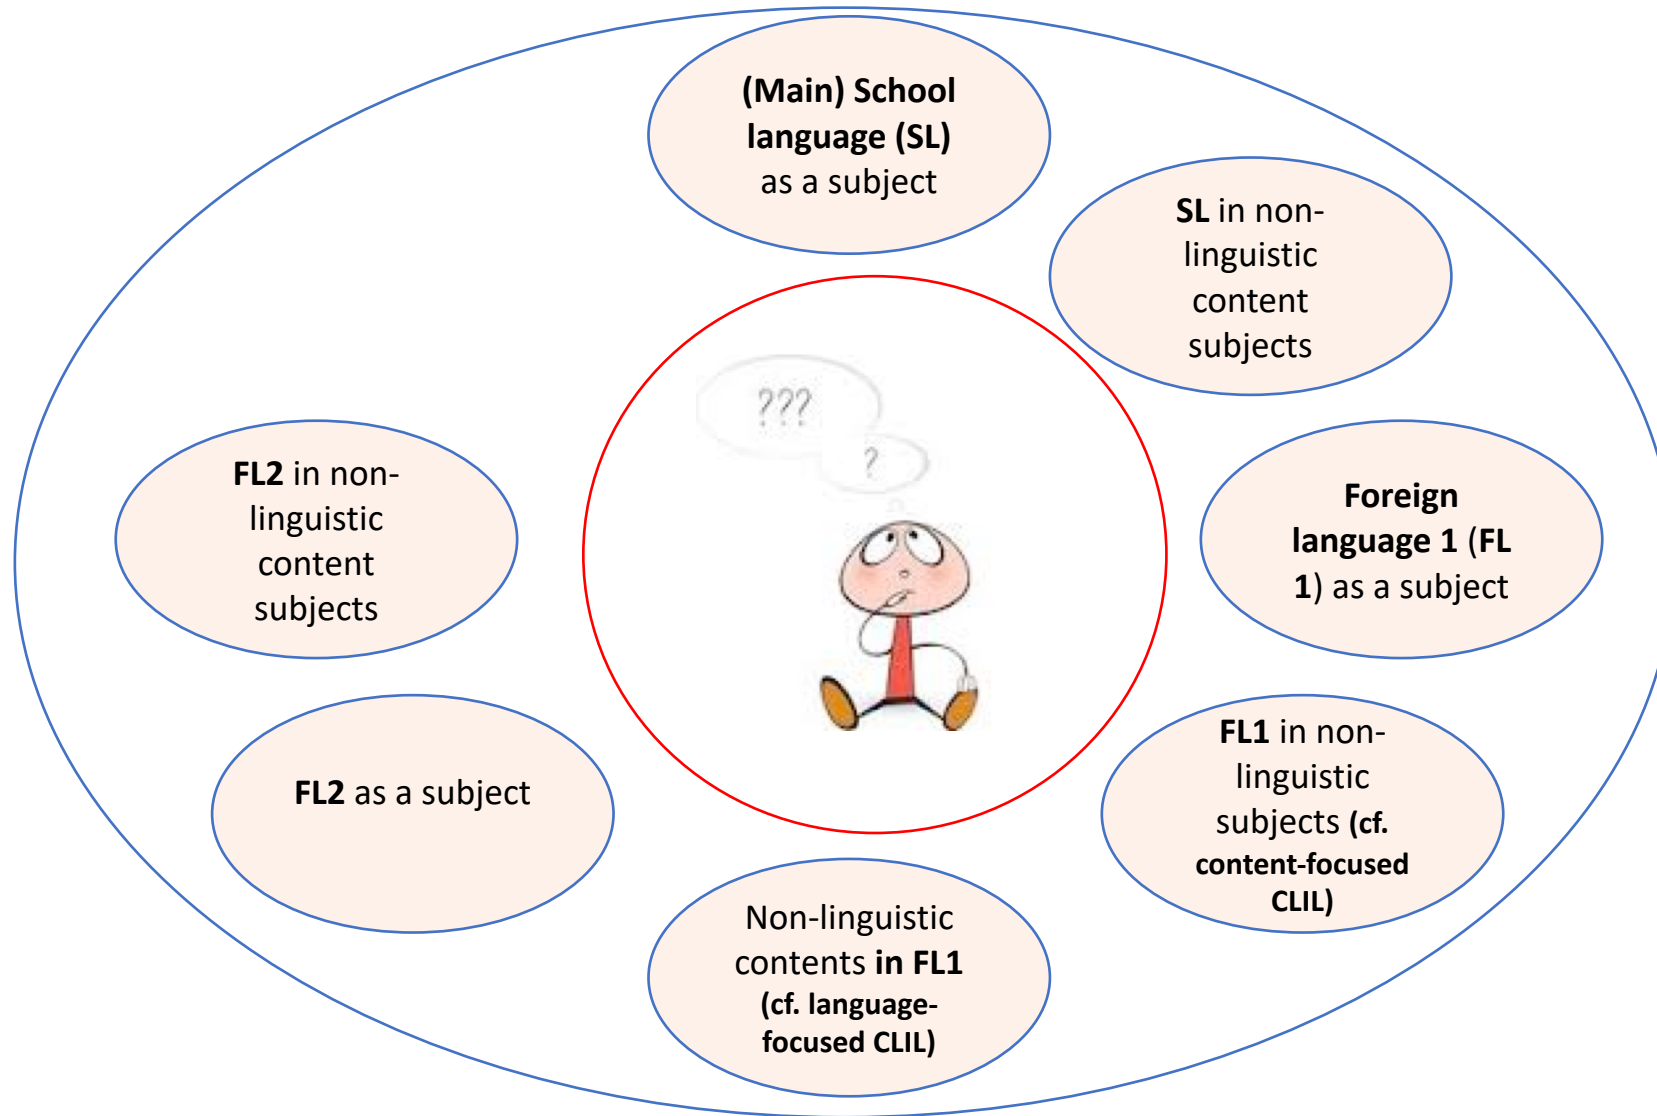 (Main) School
language (SL)
as a subject
SL in non-
linguistic
content
subjects
Foreign
language 1 (FL
1) as a subject
FL1 in non-
linguistic
subjects (cf.
content-focused
CLIL)
Non-linguistic
contents in FL1
(cf. language-
focused CLIL)
FL2 as a subject
FL2 in non-
linguistic
content
subjects
???
?